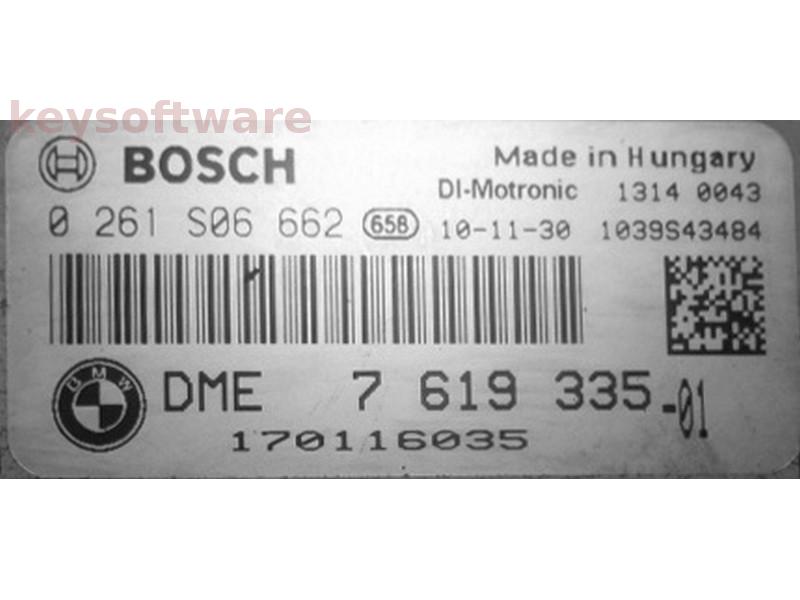 keysoftware
BOSCH Made in Hungary
DI-Motronic 1314 0043
0 261 S06 662 658 10-11-30 1039S43484
BMW DME 7 619 335-01
170116035